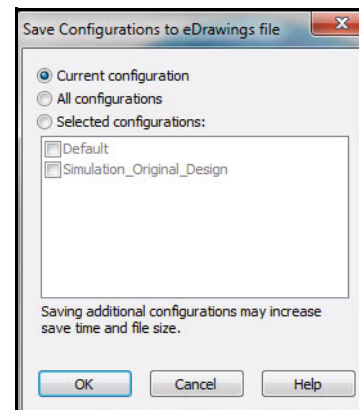 Save Configurations to eDrawings file
Current configuration
All configurations
Selected configurations:
Default
Simulation_Original_Design
Saving additional configurations may increase
save time and file size.
OK Cancel Help